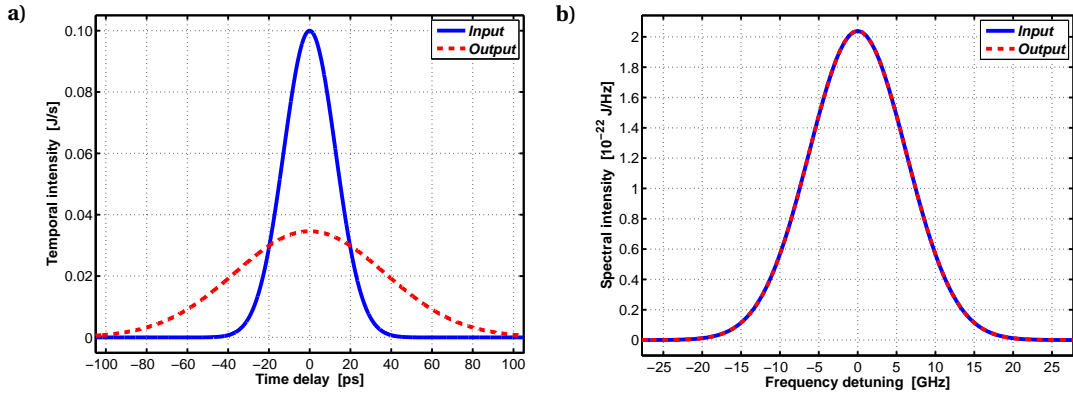 a)
Temporal intensity [J/s]
0.10
0.08
0.06
0.04
0.02
0
Input
Output
−100 −80 −60 −40 −20 0 20 40 60 80 100
Time delay [ps]
b)
Spectral intensity [10⁻²² J/Hz]
2
1.8
1.6
1.4
1.2
1
0.8
0.6
0.4
0.2
0
Input
Output
−25 −20 −15 −10 −5 0 5 10 15 20 25
Frequency detuning [GHz]